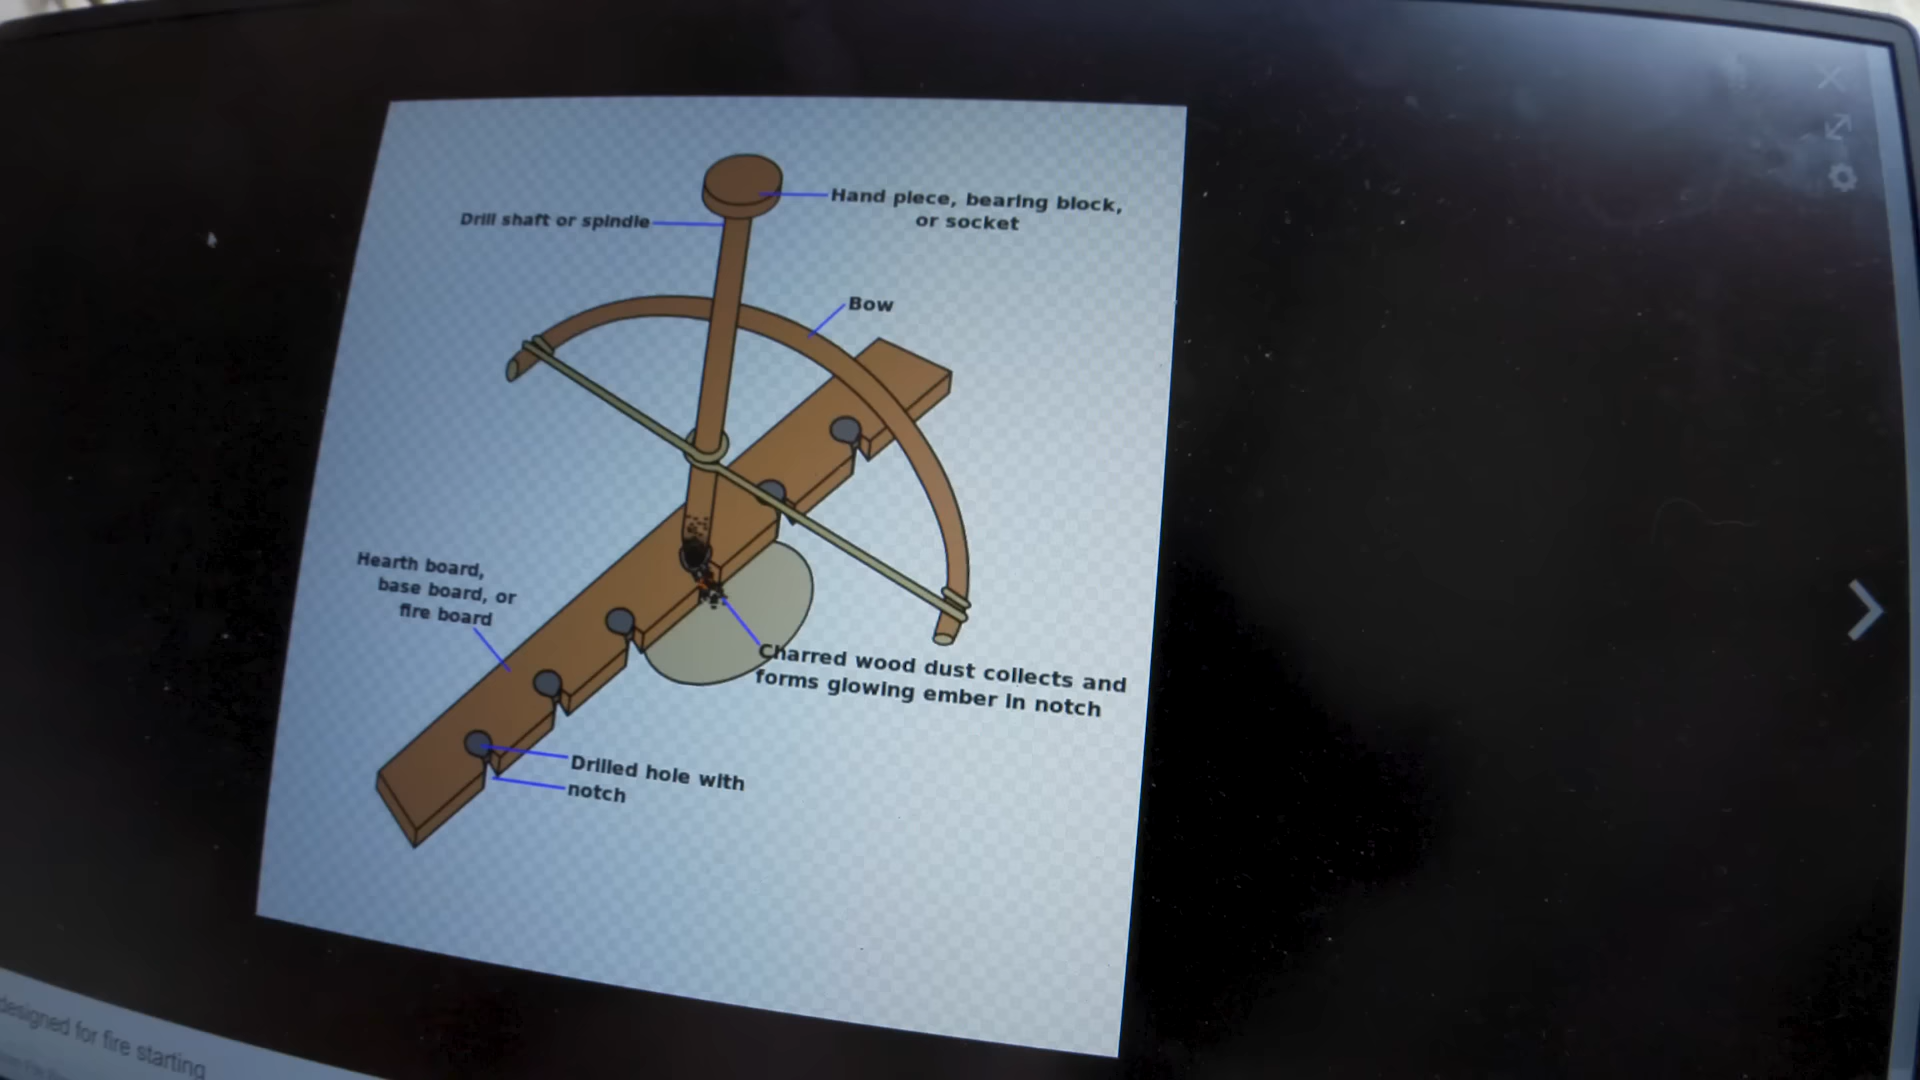 Hand piece, bearing block,
or socket
Drill shaft or spindle
Bow
Hearth board,
base board, or
fire board
Charred wood dust collects and
forms glowing ember in notch
Drilled hole with
notch
designed for fire starting